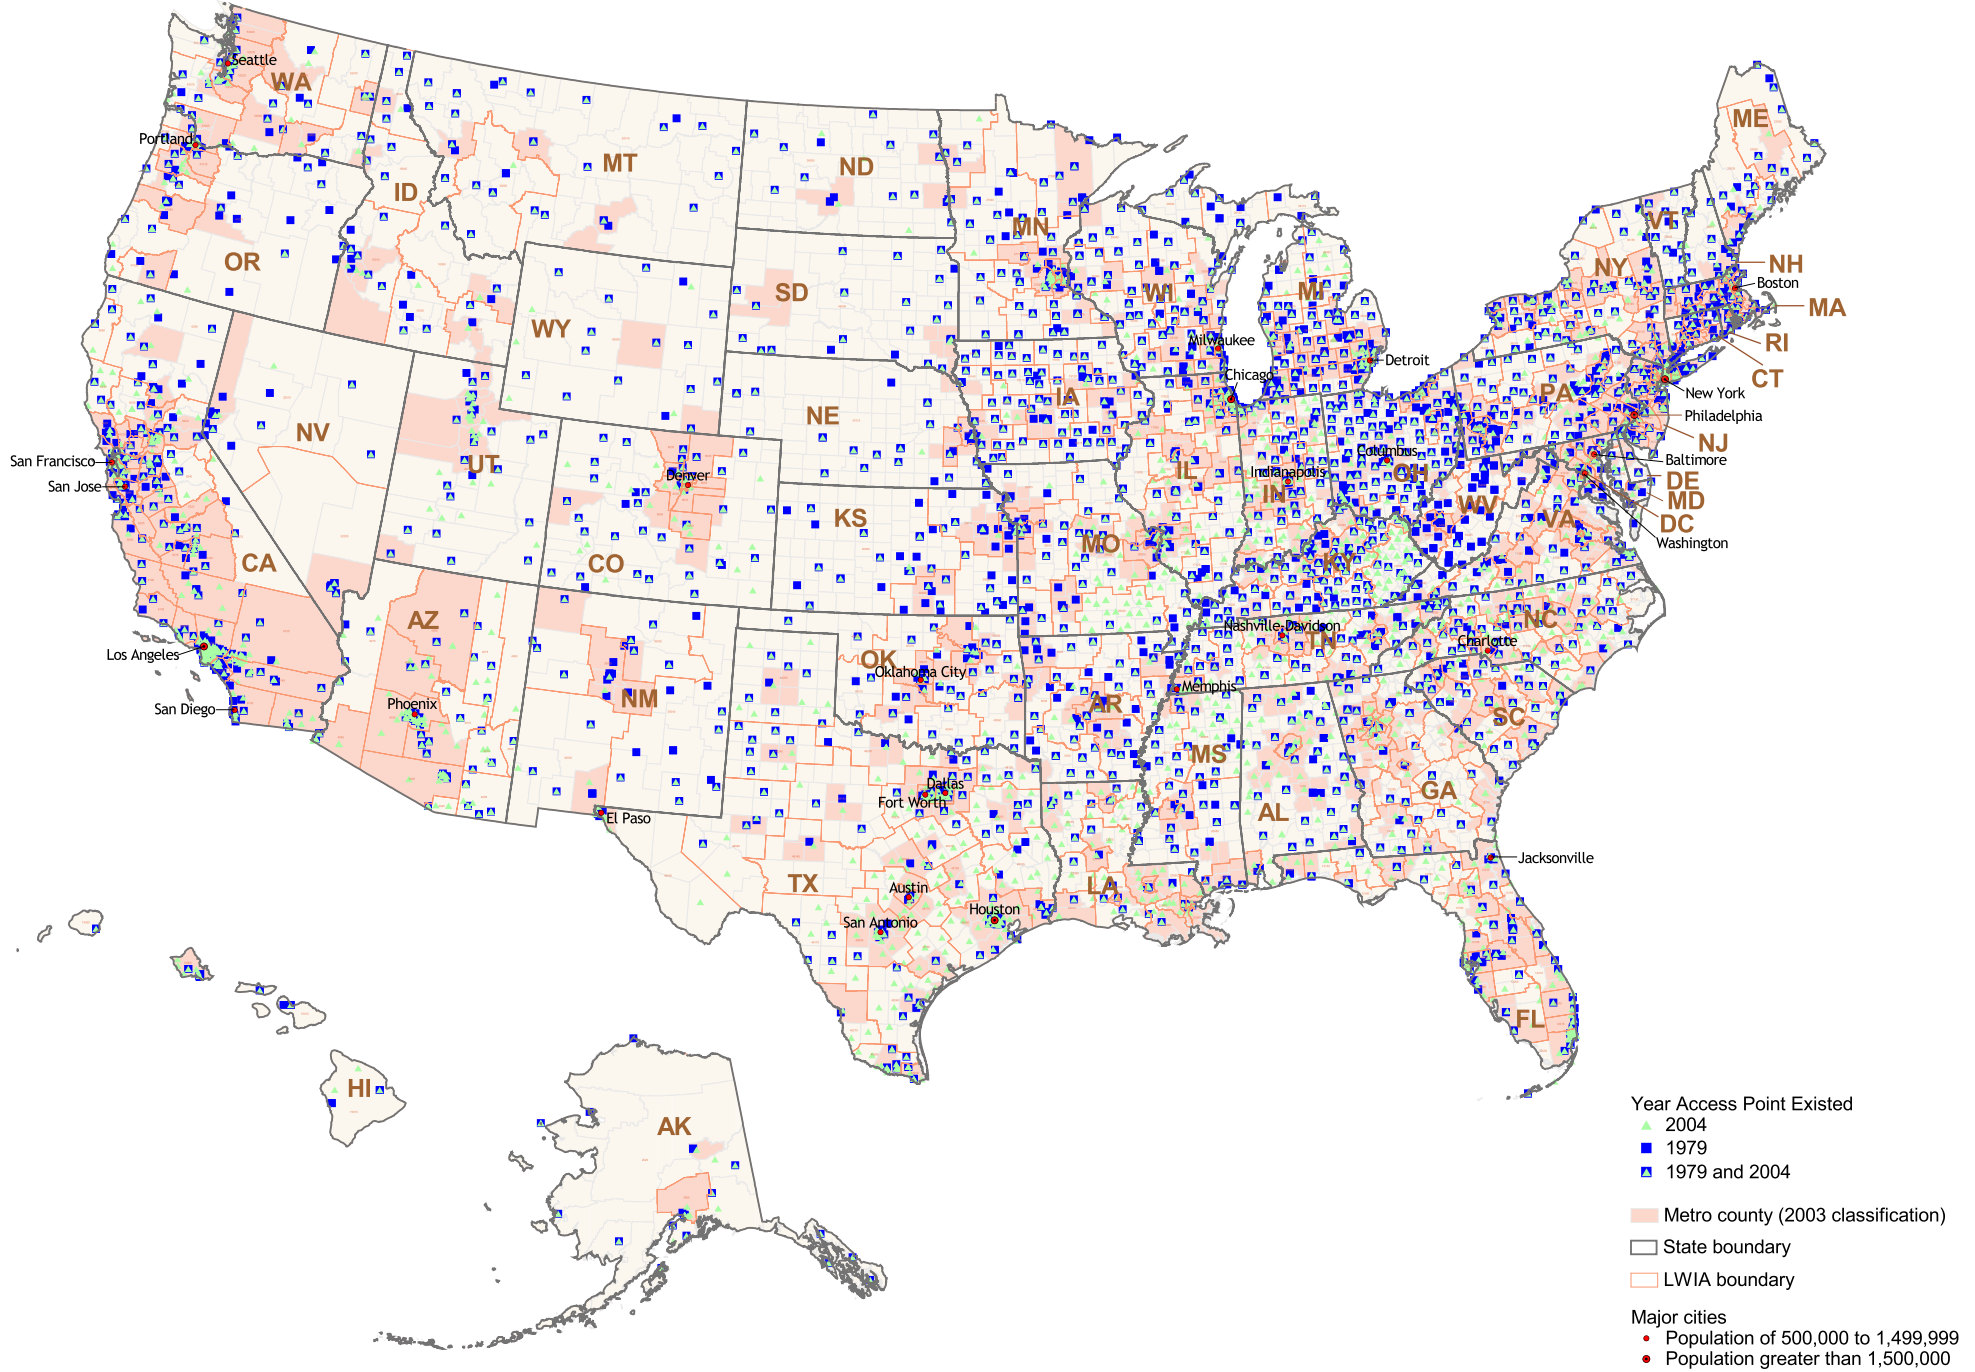 Seattle
WA
ME
Portland
MT
ND
ID
VT
MN
OR
NY
NH
SD
WI
MI
Boston
MA
WY
Milwaukee
RI
Detroit
Chicago
CT
PA
New York
IA
NE
Philadelphia
NV
NJ
Columbus
San Francisco
UT
Baltimore
Denver
IL
Indianapolis
OH
DE
San Jose
IN
MD
WV
KS
VA
DC
MO
Washington
CA
CO
KY
AZ
NC
Nashville-Davidson
TN
Charlotte
Los Angeles
OK
Oklahoma City
Memphis
NM
Phoenix
AR
San Diego
SC
MS
Dallas
GA
Fort Worth
AL
El Paso
Jacksonville
TX
LA
Austin
Houston
San Antonio
FL
HI
AK
Year Access Point Existed
2004
1979
1979 and 2004
Metro county (2003 classification)
State boundary
LWIA boundary
Major cities
Population of 500,000 to 1,499,999
Population greater than 1,500,000